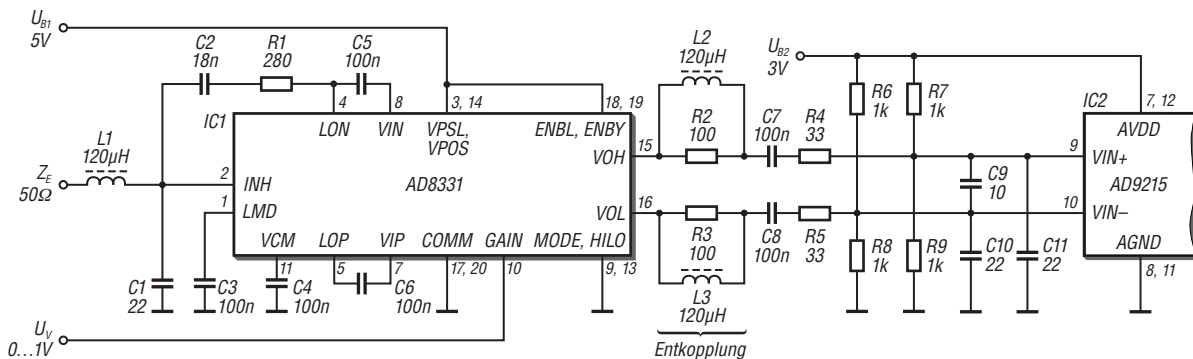 U_B1
5V
C2
18n
R1
280
C5
100n
4
8
3, 14
18, 19
IC1
LON
VIN
VPSL,
VPOS
ENBL, ENBY
L1
120µH
Z_E
50Ω
2
INH
1
LMD
AD8331
VOH
15
VOL
16
VCM
LOP
VIP
COMM
GAIN
MODE, HILO
11
5
7
17, 20
10
9, 13
C1
22
C3
100n
C4
100n
C6
100n
U_V
0...1V
L2
120µH
R2
100
C7
100n
R4
33
R3
100
C8
100n
R5
33
L3
120µH
Entkopplung
U_B2
3V
R6
1k
R7
1k
R8
1k
R9
1k
C9
10
C10
22
C11
22
IC2
7, 12
AVDD
9
VIN+
AD9215
10
VIN–
AGND
8, 11